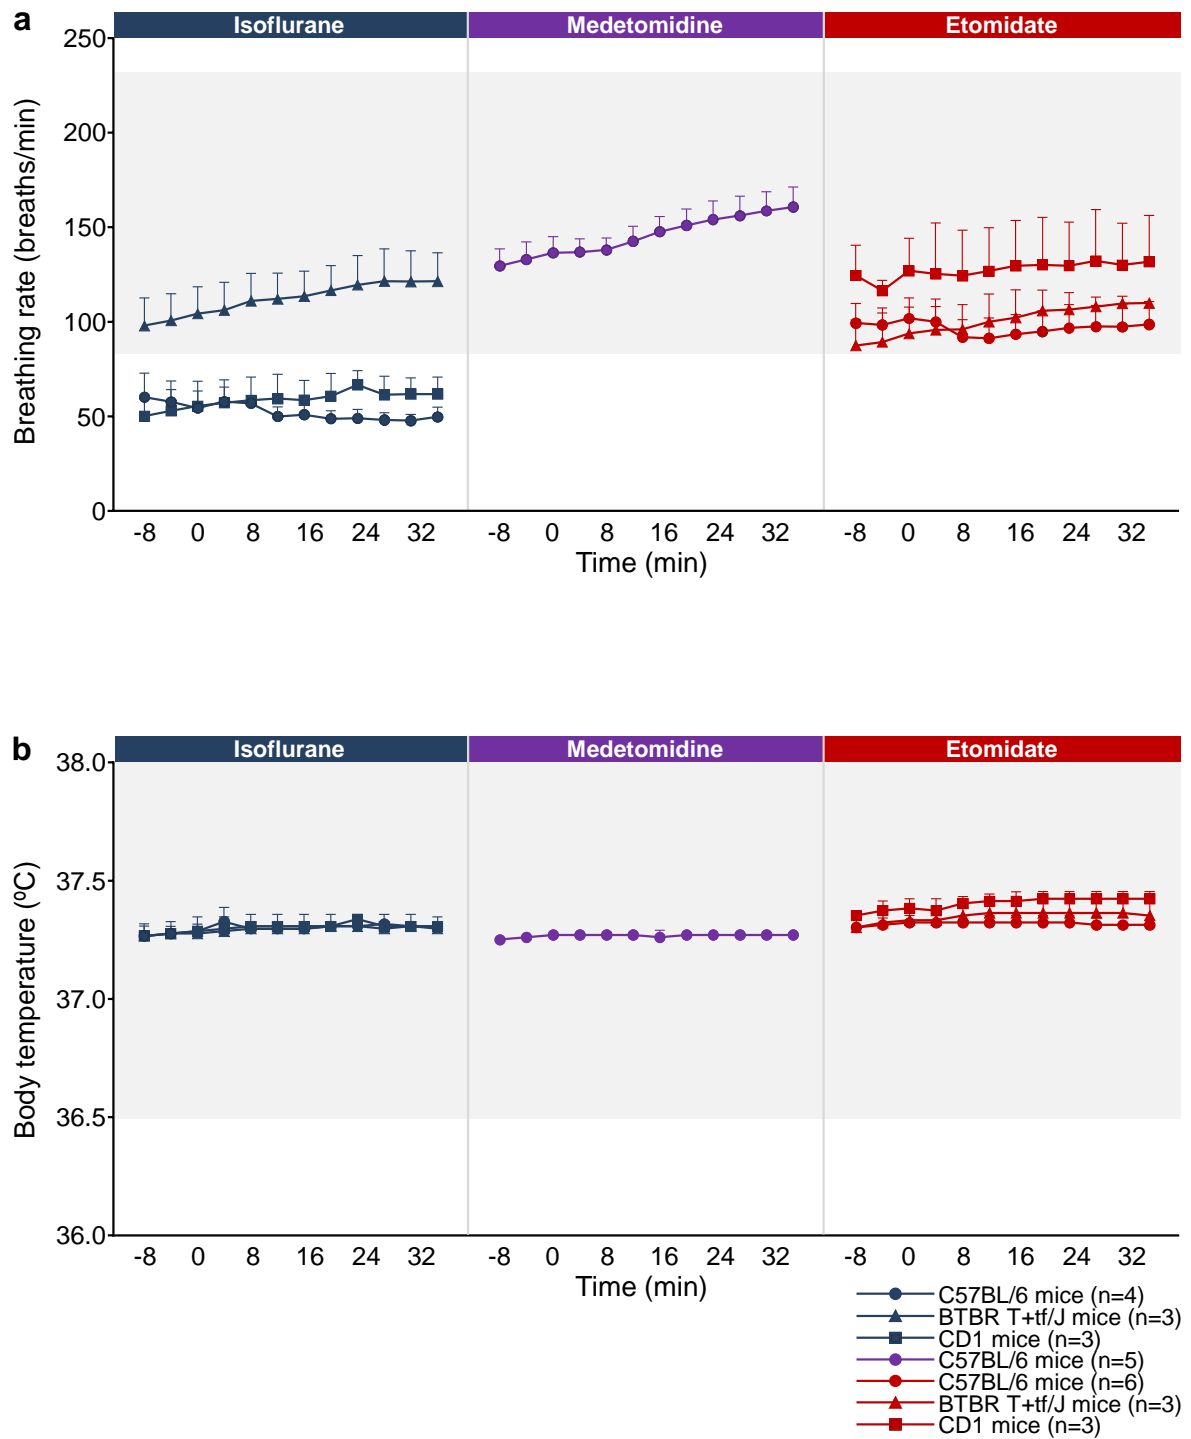 a
Isoflurane Medetomidine Etomidate
250
200
150
100
50
0
Breathing rate (breaths/min)
-8 0 8 16 24 32 -8 0 8 16 24 32 -8 0 8 16 24 32
Time (min)
b
Isoflurane Medetomidine Etomidate
38.0
37.5
37.0
36.5
36.0
Body temperature (ºC)
-8 0 8 16 24 32 -8 0 8 16 24 32 -8 0 8 16 24 32
Time (min)
C57BL/6 mice (n=4)
BTBR T+tf/J mice (n=3)
CD1 mice (n=3)
C57BL/6 mice (n=5)
C57BL/6 mice (n=6)
BTBR T+tf/J mice (n=3)
CD1 mice (n=3)